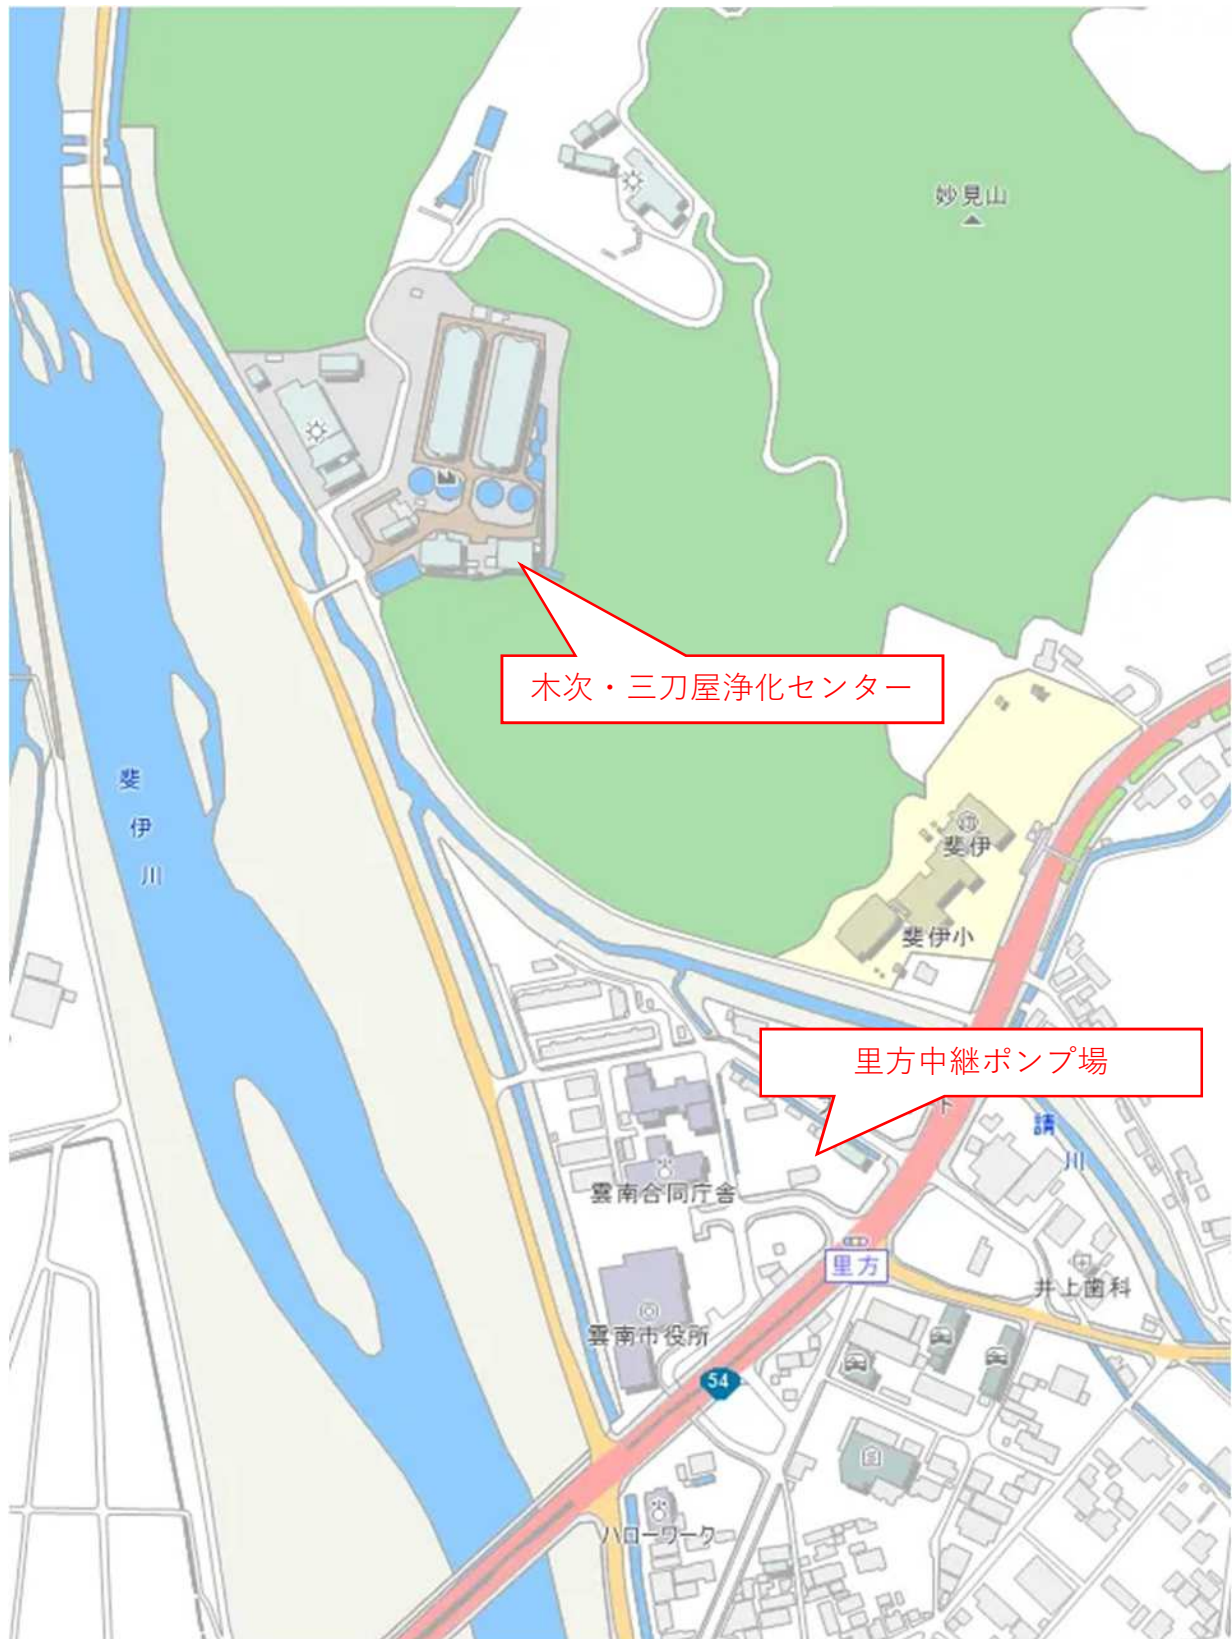 妙見山
木次・三刀屋浄化センター
斐伊川
斐伊
斐伊小
里方中継ポンプ場
請
川
雲南合同庁舎
里方
井上歯科
雲南市役所
54
ハローワーク